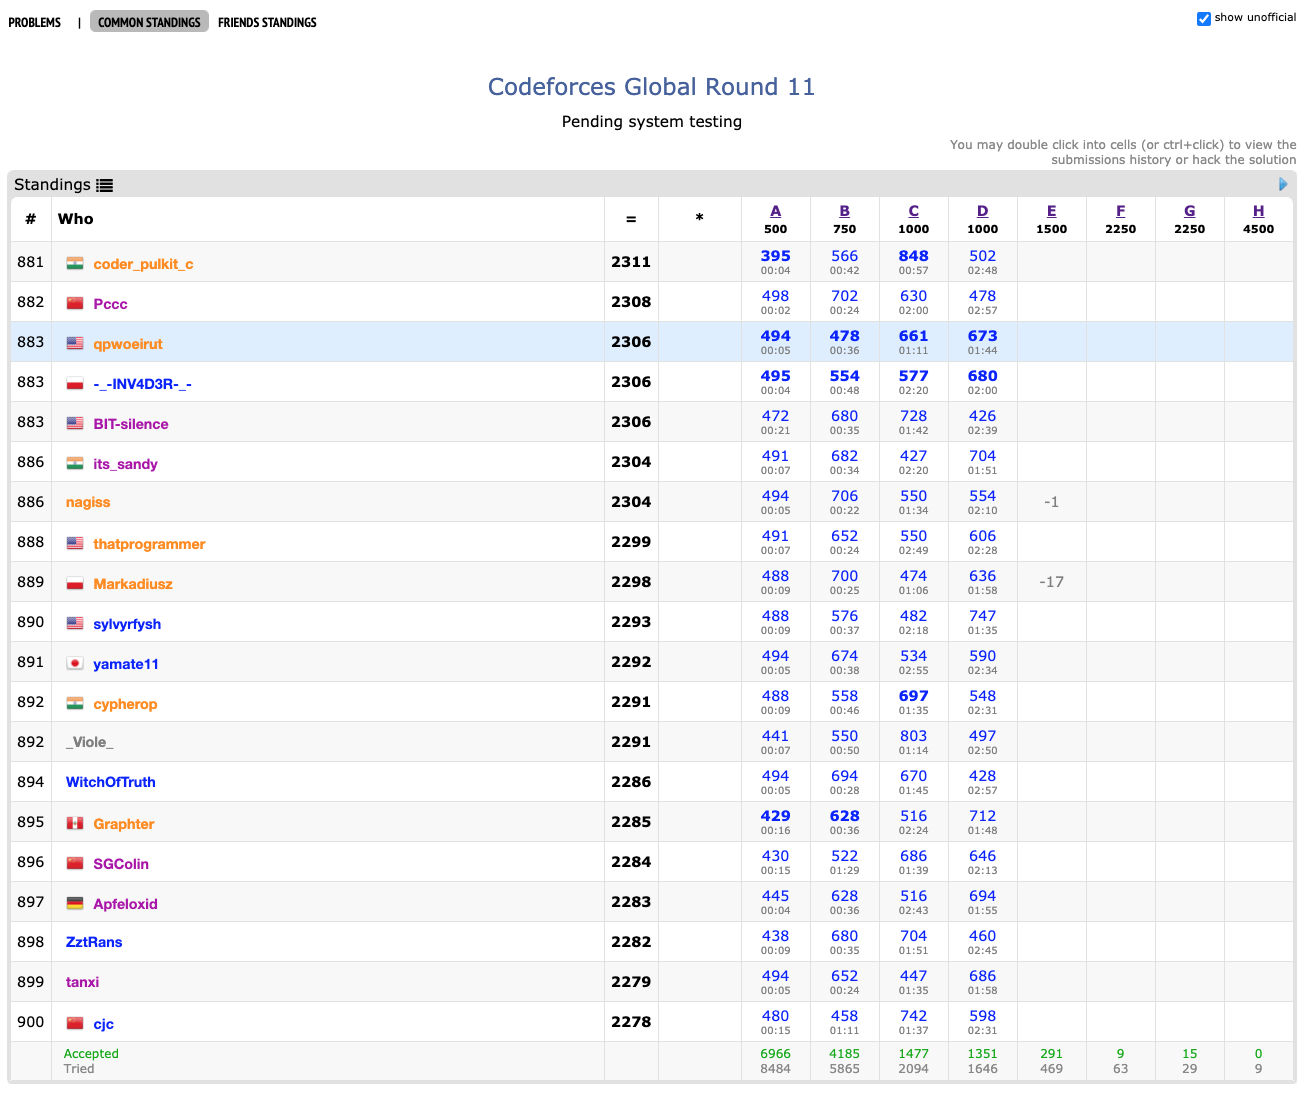 PROBLEMS | COMMON STANDINGS FRIENDS STANDINGS show unofficial
Codeforces Global Round 11
Pending system testing
You may double click into cells (or ctrl+click) to view the
submissions history or hack the solution
Standings
# Who = * A B C D E F G H
500 750 1000 1000 1500 2250 2250 4500
881 coder_pulkit_c 2311 395 566 848 502
00:04 00:42 00:57 02:48
882 Pccc 2308 498 702 630 478
00:02 00:24 02:00 02:57
883 qpwoeirut 2306 494 478 661 673
00:05 00:36 01:11 01:44
883 -_-INV4D3R-_- 2306 495 554 577 680
00:04 00:48 02:20 02:00
883 BIT-silence 2306 472 680 728 426
00:21 00:35 01:42 02:39
886 its_sandy 2304 491 682 427 704
00:07 00:34 02:20 01:51
886 nagiss 2304 494 706 550 554 -1
00:05 00:22 01:34 02:10
888 thatprogrammer 2299 491 652 550 606
00:07 00:24 02:49 02:28
889 Markadiusz 2298 488 700 474 636 -17
00:09 00:25 01:06 01:58
890 sylvyrfysh 2293 488 576 482 747
00:09 00:37 02:18 01:35
891 yamate11 2292 494 674 534 590
00:05 00:38 02:55 02:34
892 cypherop 2291 488 558 697 548
00:09 00:46 01:35 02:31
892 _Viole_ 2291 441 550 803 497
00:07 00:50 01:14 02:50
894 WitchOfTruth 2286 494 694 670 428
00:05 00:28 01:45 02:57
895 Graphter 2285 429 628 516 712
00:16 00:36 02:24 01:48
896 SGColin 2284 430 522 686 646
00:15 01:29 01:39 02:13
897 Apfeloxid 2283 445 628 516 694
00:04 00:36 02:43 01:55
898 ZztRans 2282 438 680 704 460
00:09 00:35 01:51 02:45
899 tanxi 2279 494 652 447 686
00:05 00:24 01:35 01:58
900 cjc 2278 480 458 742 598
00:15 01:11 01:37 02:31
Accepted 6966 4185 1477 1351 291 9 15 0
Tried 8484 5865 2094 1646 469 63 29 9